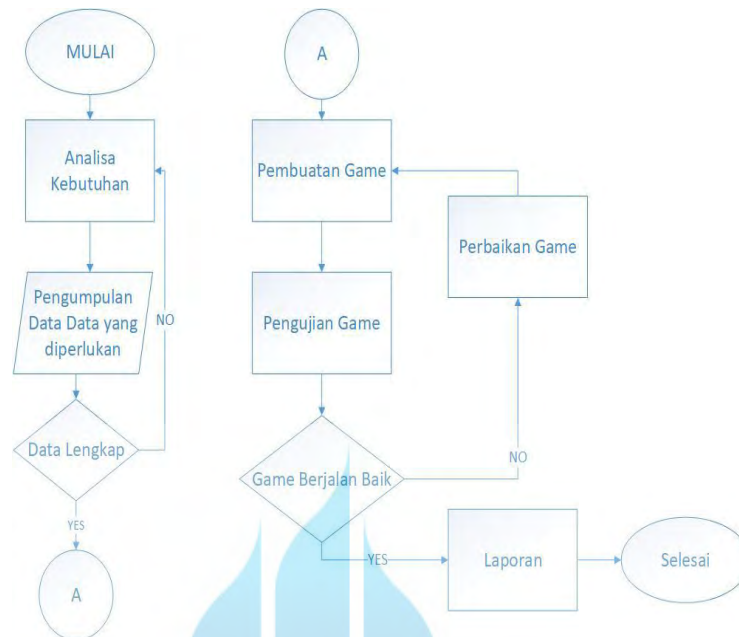 MULAI
Analisa
Kebutuhan
Pengumpulan
Data Data yang
diperlukan
NO
Data Lengkap
YES
A
A
Pembuatan Game
Perbaikan Game
Pengujian Game
Game Berjalan Baik
NO
YES
Laporan
Selesai